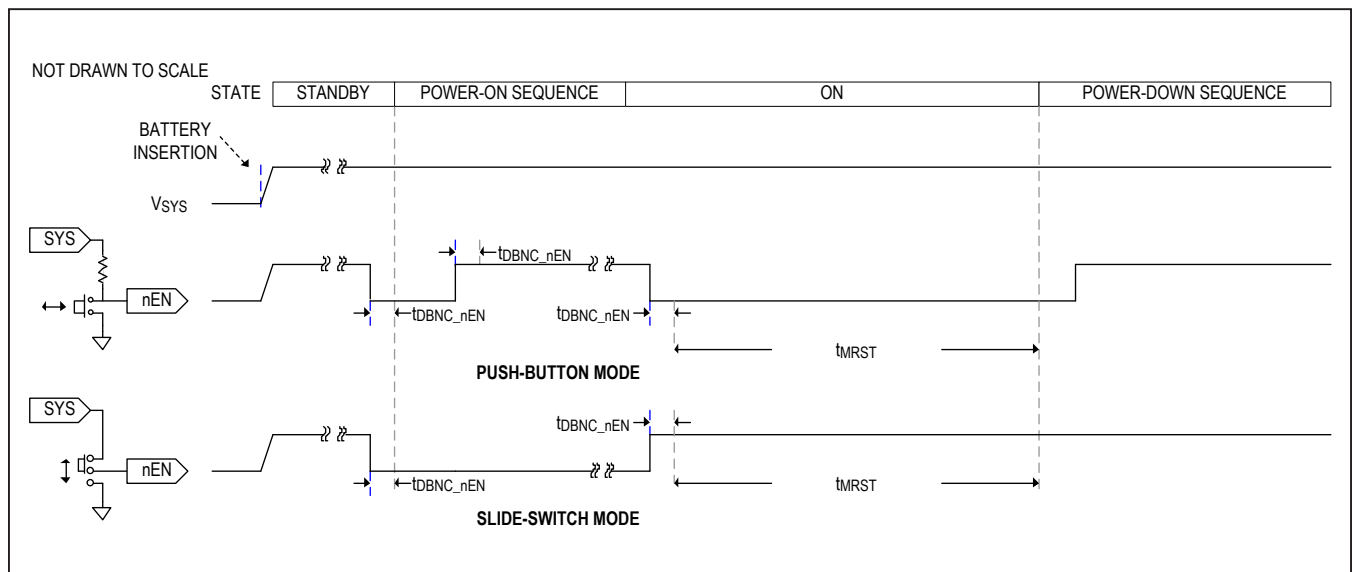 NOT DRAWN TO SCALE
STATE STANDBY POWER-ON SEQUENCE ON POWER-DOWN SEQUENCE
BATTERY
INSERTION
VSYS
SYS
tDBNC_nEN
nEN
tDBNC_nEN tDBNC_nEN
tMRST
PUSH-BUTTON MODE
SYS
tDBNC_nEN
nEN
tDBNC_nEN tMRST
SLIDE-SWITCH MODE